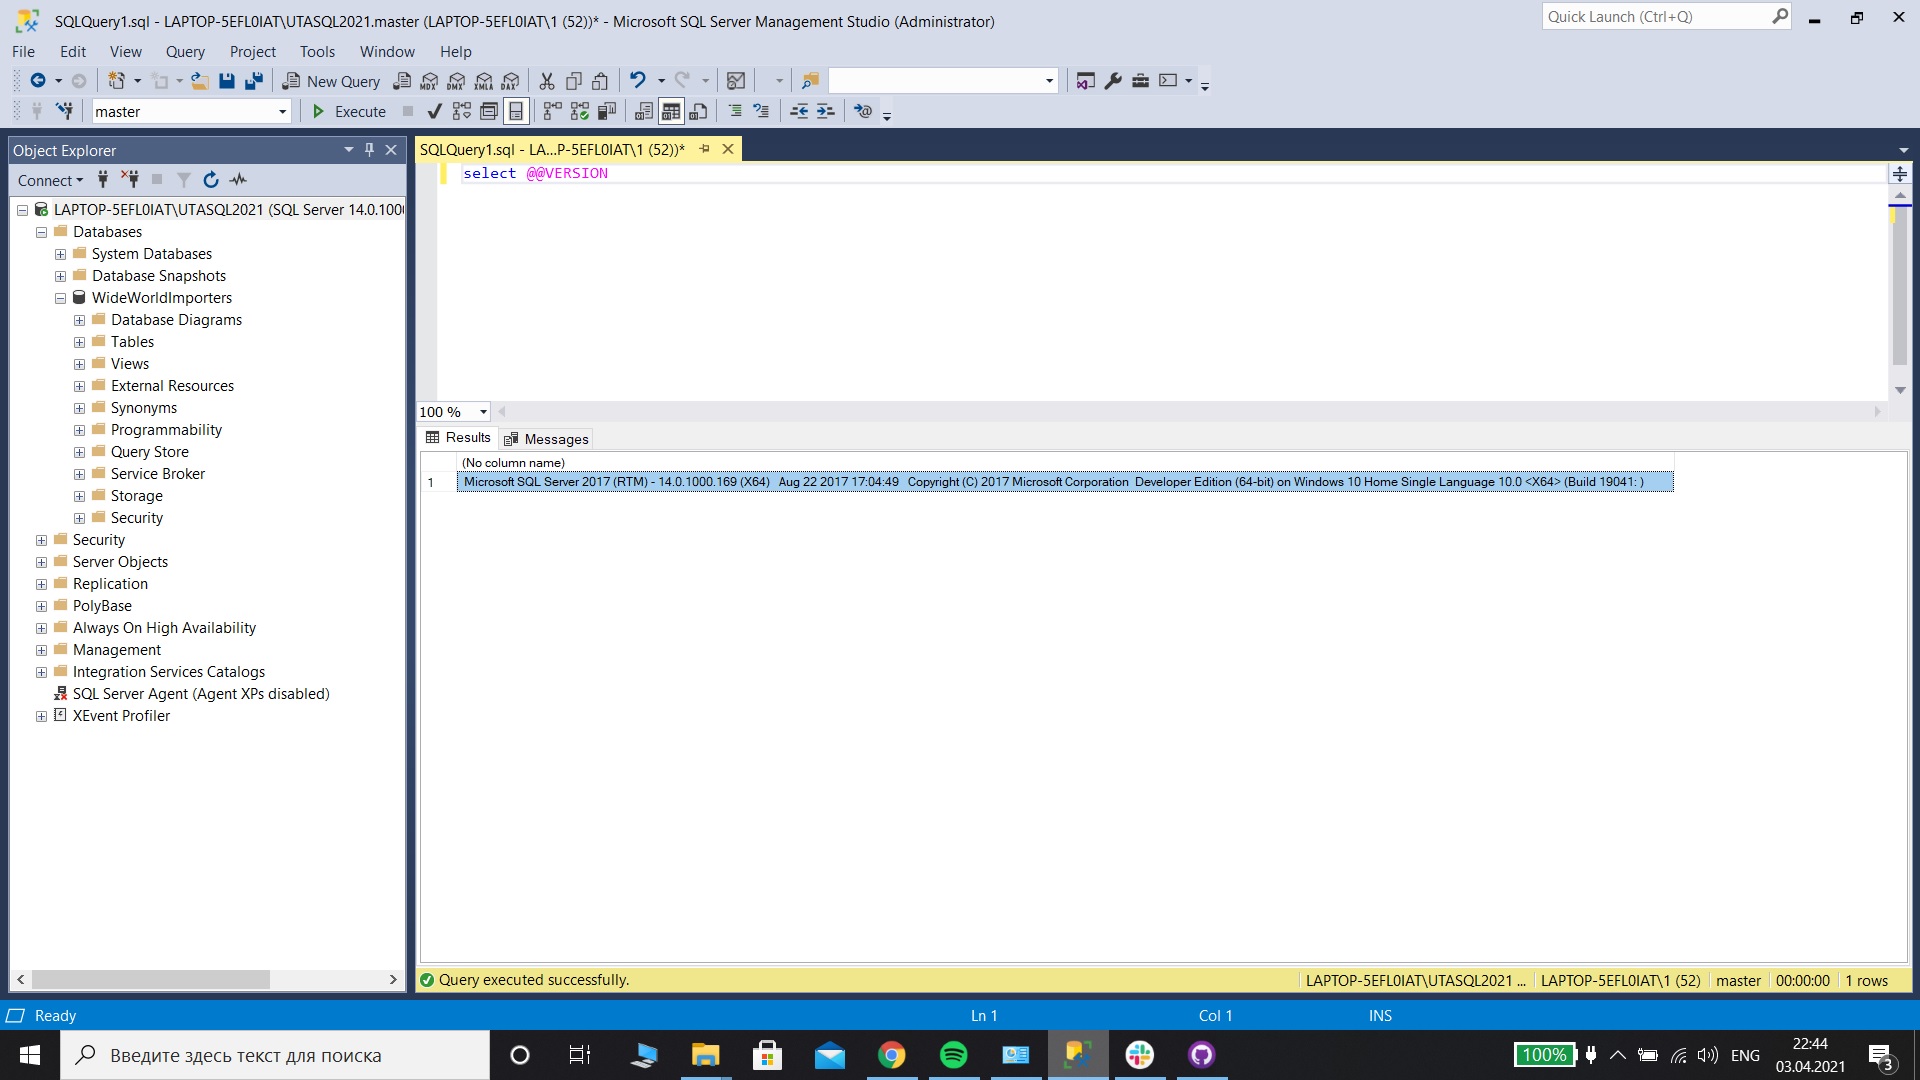 SQLQuery1.sql - LAPTOP-5EFL0IAT\UTASQL2021.master (LAPTOP-5EFL0IAT\1 (52))* - Microsoft SQL Server Management Studio (Administrator)
Quick Launch (Ctrl+Q)
File Edit View Query Project Tools Window Help
New Query MDX DMX XMLA DAX
master Execute
Object Explorer
SQLQuery1.sql - LA...P-5EFL0IAT\1 (52))*
Connect
select @@VERSION
LAPTOP-5EFL0IAT\UTASQL2021 (SQL Server 14.0.100
Databases
System Databases
Database Snapshots
WideWorldImporters
Database Diagrams
Tables
Views
External Resources
Synonyms
Programmability
Query Store
Service Broker
Storage
Security
Security
Server Objects
Replication
PolyBase
Always On High Availability
Management
Integration Services Catalogs
SQL Server Agent (Agent XPs disabled)
XEvent Profiler
100 %
Results Messages
(No column name)
1 Microsoft SQL Server 2017 (RTM) - 14.0.1000.169 (X64) Aug 22 2017 17:04:49 Copyright (C) 2017 Microsoft Corporation Developer Edition (64-bit) on Windows 10 Home Single Language 10.0 <X64> (Build 19041: )
Query executed successfully.
LAPTOP-5EFL0IAT\UTASQL2021 ... LAPTOP-5EFL0IAT\1 (52) master 00:00:00 1 rows
Ready Ln 1 Col 1 INS
Введите здесь текст для поиска
100% ENG
22:44
03.04.2021
3